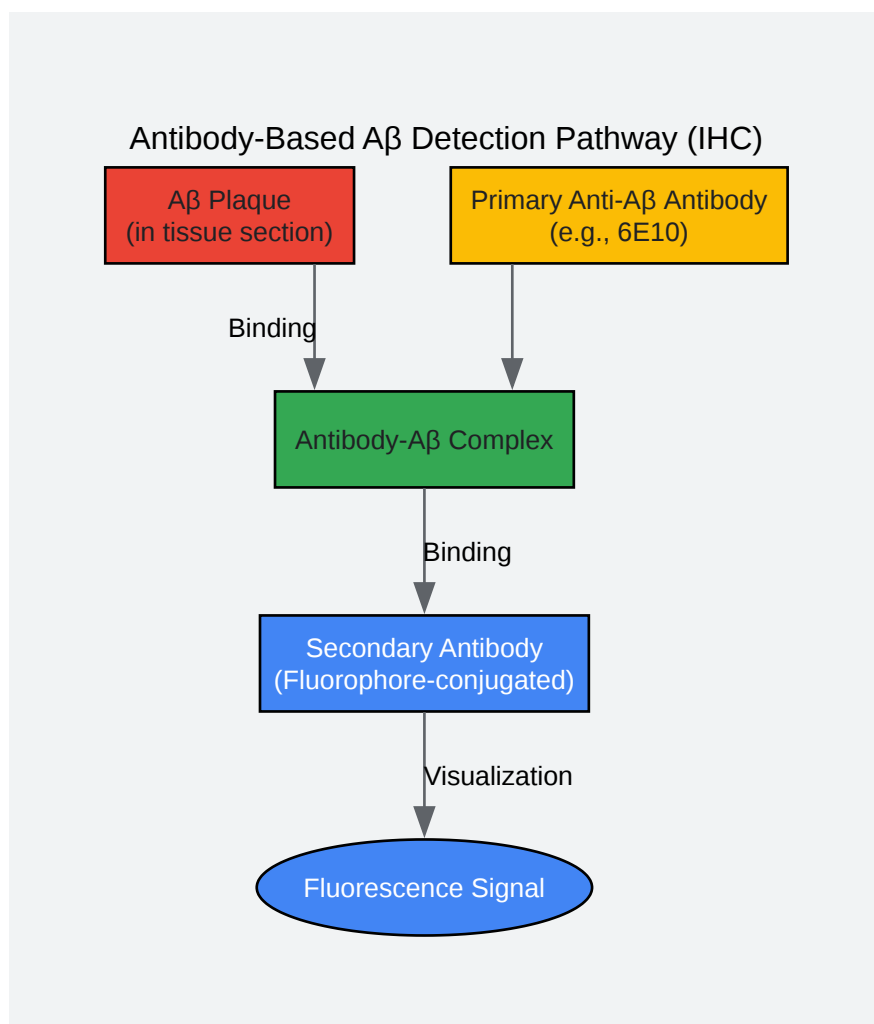 Antibody-Based Aβ Detection Pathway (IHC)
Aβ Plaque
(in tissue section)
Primary Anti-Aβ Antibody
(e.g., 6E10)
Binding
Antibody-Aβ Complex
Binding
Secondary Antibody
(Fluorophore-conjugated)
Visualization
Fluorescence Signal